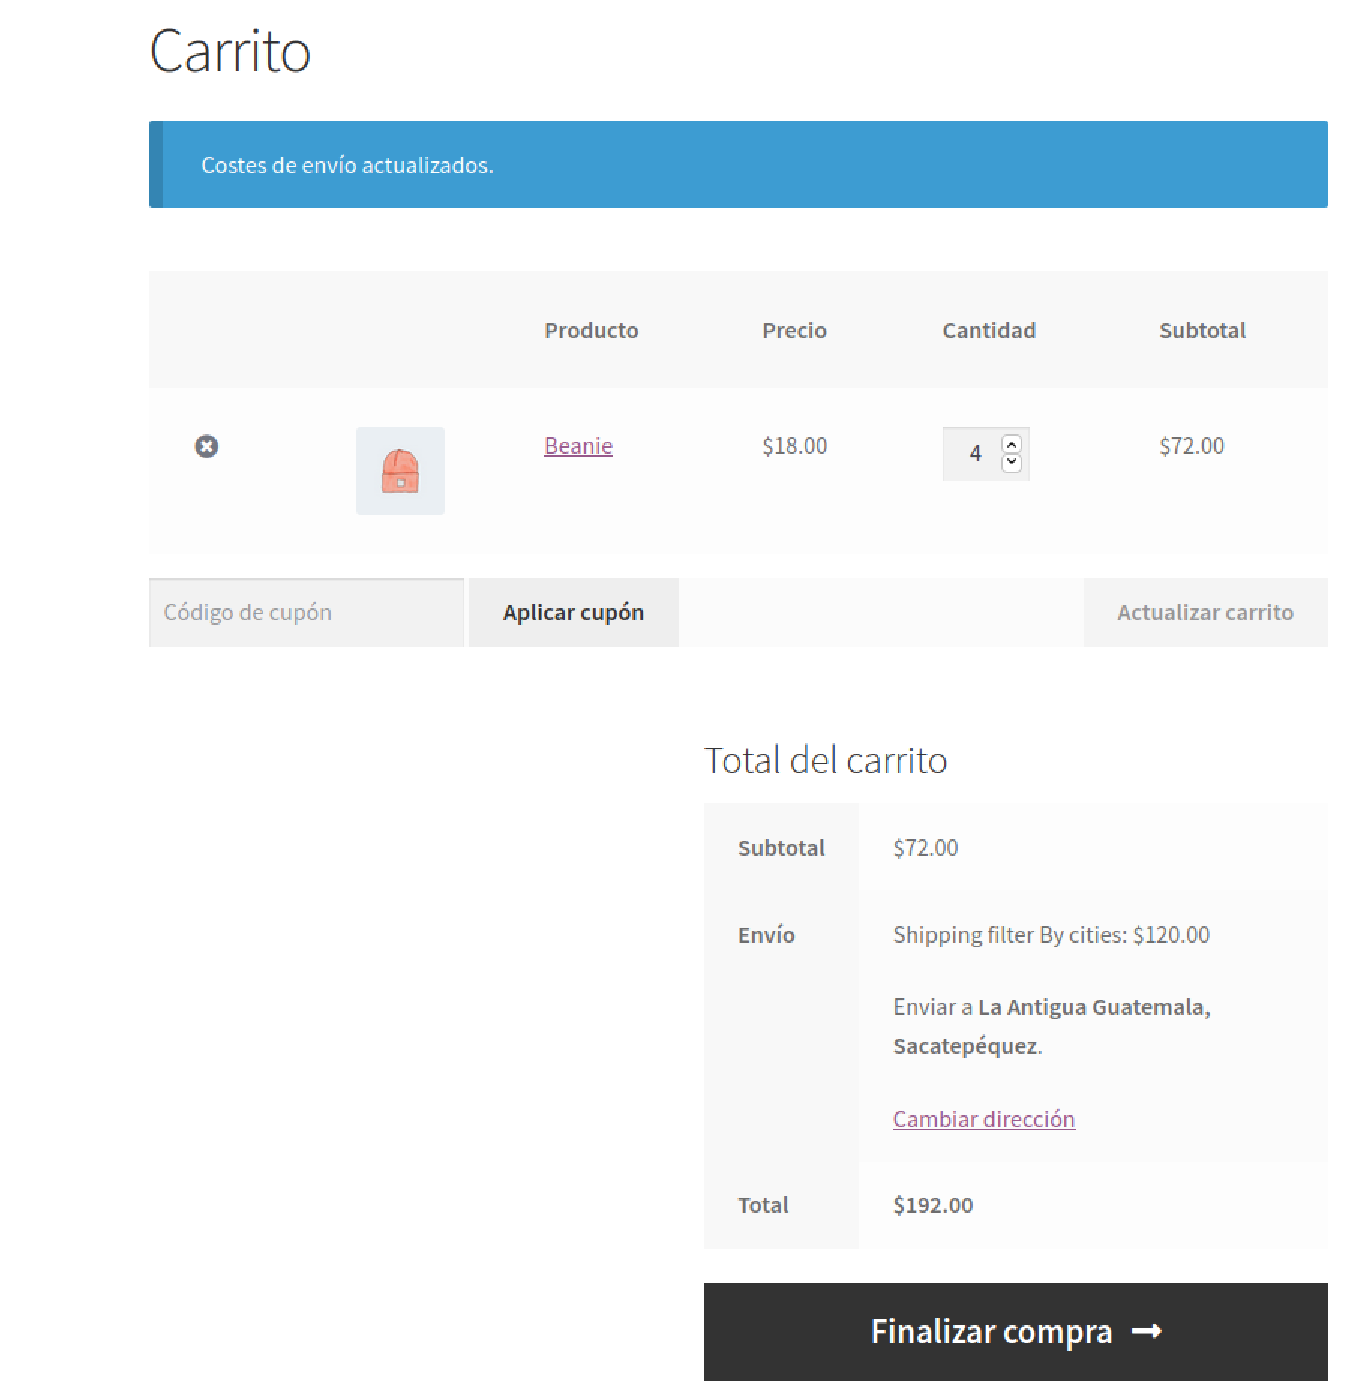 Carrito
Costes de envío actualizados.
Producto Precio Cantidad Subtotal
Beanie $18.00 4 $72.00
Código de cupón Aplicar cupón Actualizar carrito
Total del carrito
Subtotal $72.00
Envío Shipping filter By cities: $120.00
Enviar a La Antigua Guatemala,
Sacatepéquez.
Cambiar dirección
Total $192.00
Finalizar compra →